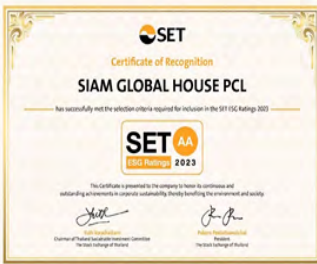 SET
Certificate of Recognition
SIAM GLOBAL HOUSE PCL
has successfully met the selection criteria required for inclusion in the SET ESG Ratings 2023
SET AA
ESG Ratings 2023
This Certificate is presented to the company to honor its continuous and
outstanding achievements in corporate sustainability, thereby benefiting the environment and society.
Chairman of Thailand Sustainable Investment Committee
President
The Stock Exchange of Thailand
The Stock Exchange of Thailand